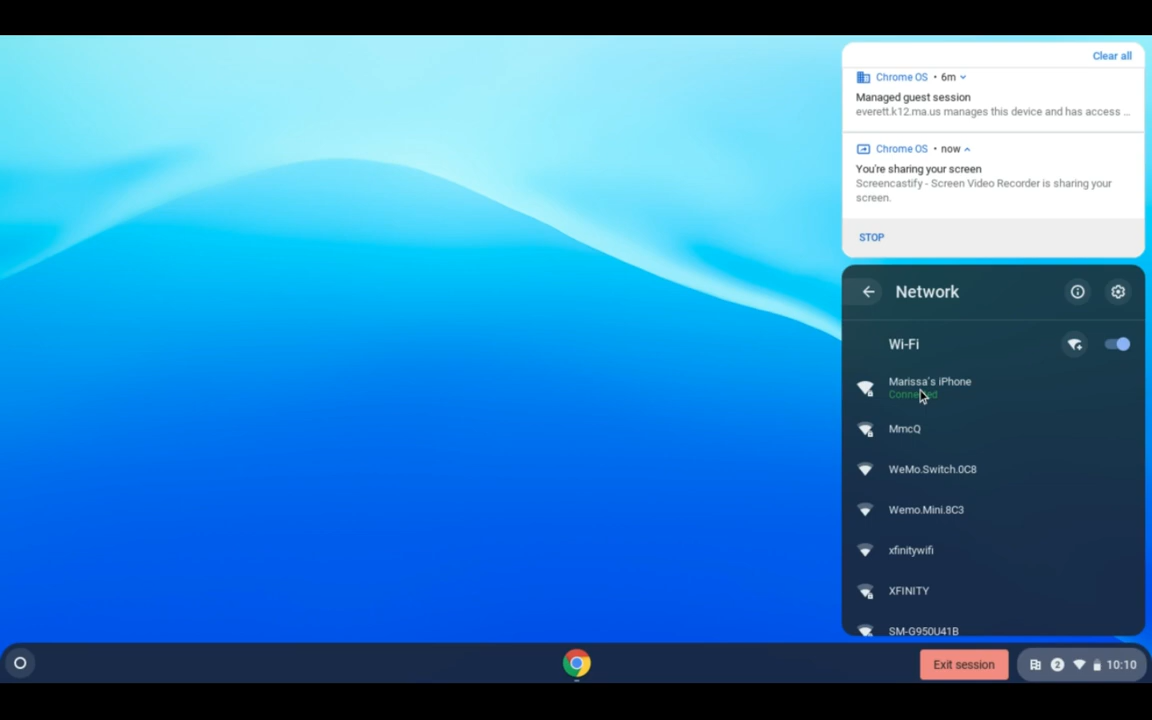 Clear all
Chrome OS • 6m
Managed guest session
everett.k12.ma.us manages this device and has access ...
Chrome OS • now
You're sharing your screen
Screencastify - Screen Video Recorder is sharing your
screen.
STOP
Network
Wi-Fi
Marissa's iPhone
Connected
MmcQ
WeMo.Switch.0C8
Wemo.Mini.8C3
xfinitywifi
XFINITY
SM-G950U41B
Exit session
2
10:10